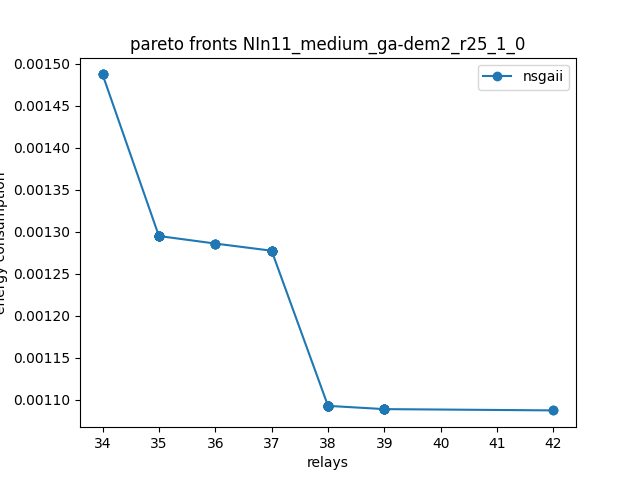 pareto fronts NIn11_medium_ga-dem2_r25_1_0
nsgaii
0.00150
0.00145
0.00140
0.00135
0.00130
0.00125
0.00120
0.00115
0.00110
energy consumption
34 35 36 37 38 39 40 41 42
relays